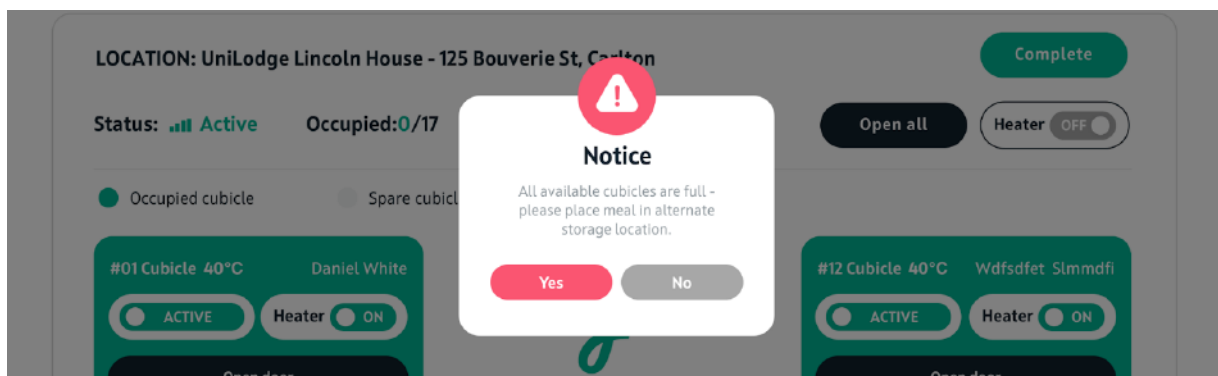 LOCATION: UniLodge Lincoln House - 125 Bouverie St, Carlton
Complete
Status: Active Occupied:0/17
Open all
Heater OFF
Notice
All available cubicles are full -
please place meal in alternate
storage location.
Yes No
Occupied cubicle Spare cubicl
#01 Cubicle 40°C Daniel White
ACTIVE Heater ON
#12 Cubicle 40°C Wdfsdfet Slmmdfi
ACTIVE Heater ON